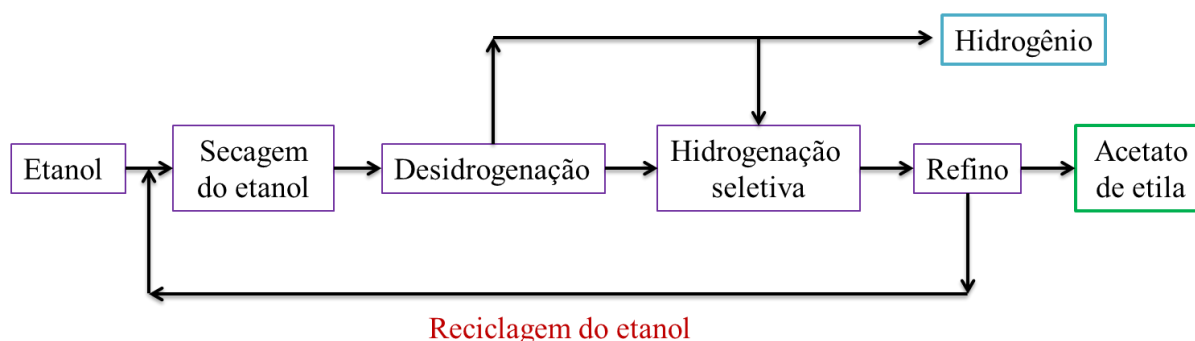 Hidrogênio
Etanol
Secagem
do etanol
Desidrogenação
Hidrogenação
seletiva
Refino
Acetato
de etila
Reciclagem do etanol